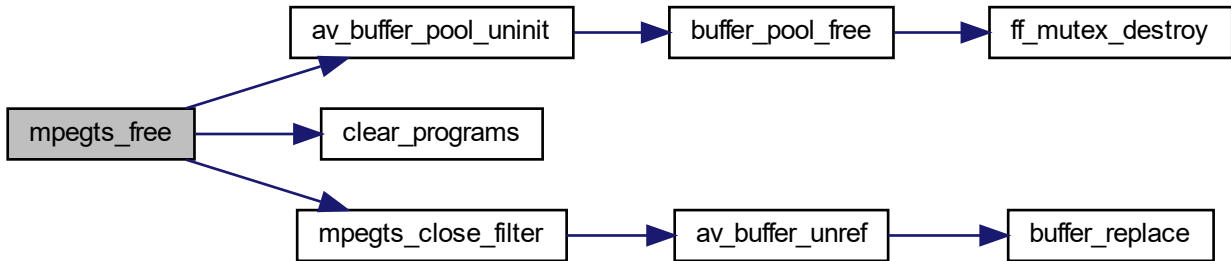 av_buffer_pool_uninit
buffer_pool_free
ff_mutex_destroy
mpegts_free
clear_programs
mpegts_close_filter
av_buffer_unref
buffer_replace